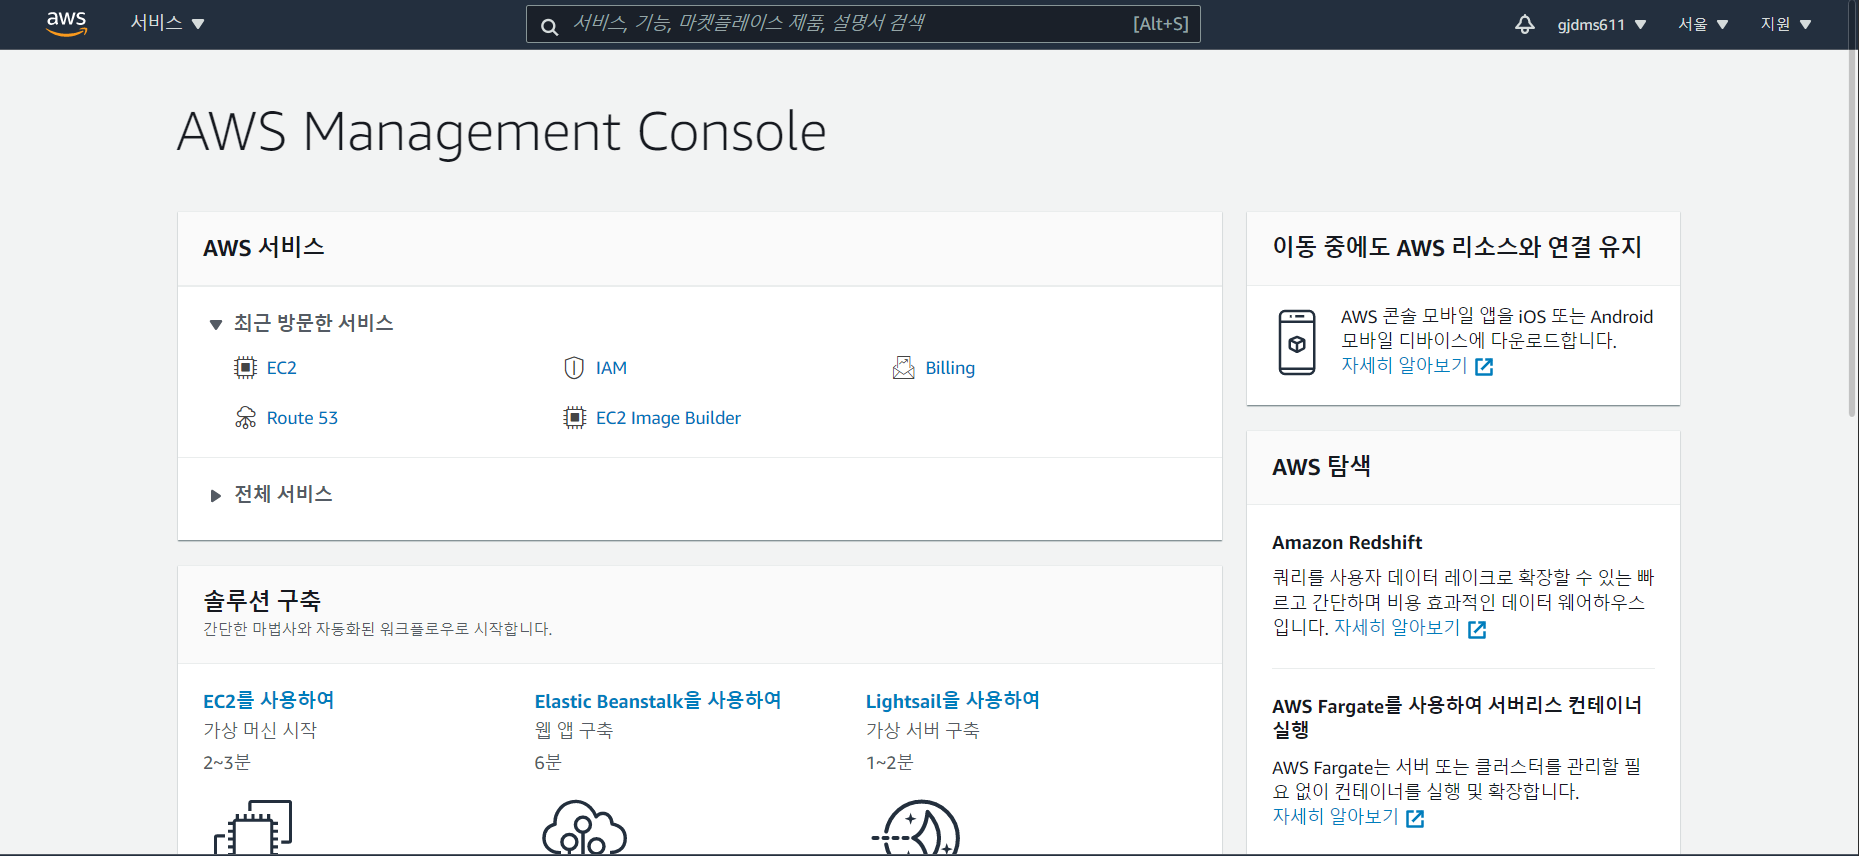 aws
서비스
서비스, 기능, 마켓플레이스 제품, 설명서 검색
[Alt+S]
gjdms611
서울
지원
AWS Management Console
AWS 서비스
최근 방문한 서비스
EC2
IAM
Billing
Route 53
EC2 Image Builder
전체 서비스
솔루션 구축
간단한 마법사와 자동화된 워크플로우로 시작합니다.
EC2를 사용하여
가상 머신 시작
2~3분
Elastic Beanstalk을 사용하여
웹 앱 구축
6분
Lightsail을 사용하여
가상 서버 구축
1~2분
이동 중에도 AWS 리소스와 연결 유지
AWS 콘솔 모바일 앱을 iOS 또는 Android
모바일 디바이스에 다운로드합니다.
자세히 알아보기
AWS 탐색
Amazon Redshift
쿼리를 사용자 데이터 레이크로 확장할 수 있는 빠
르고 간단하며 비용 효과적인 데이터 웨어하우스
입니다. 자세히 알아보기
AWS Fargate를 사용하여 서버리스 컨테이너
실행
AWS Fargate는 서버 또는 클러스터를 관리할 필
요 없이 컨테이너를 실행 및 확장합니다.
자세히 알아보기